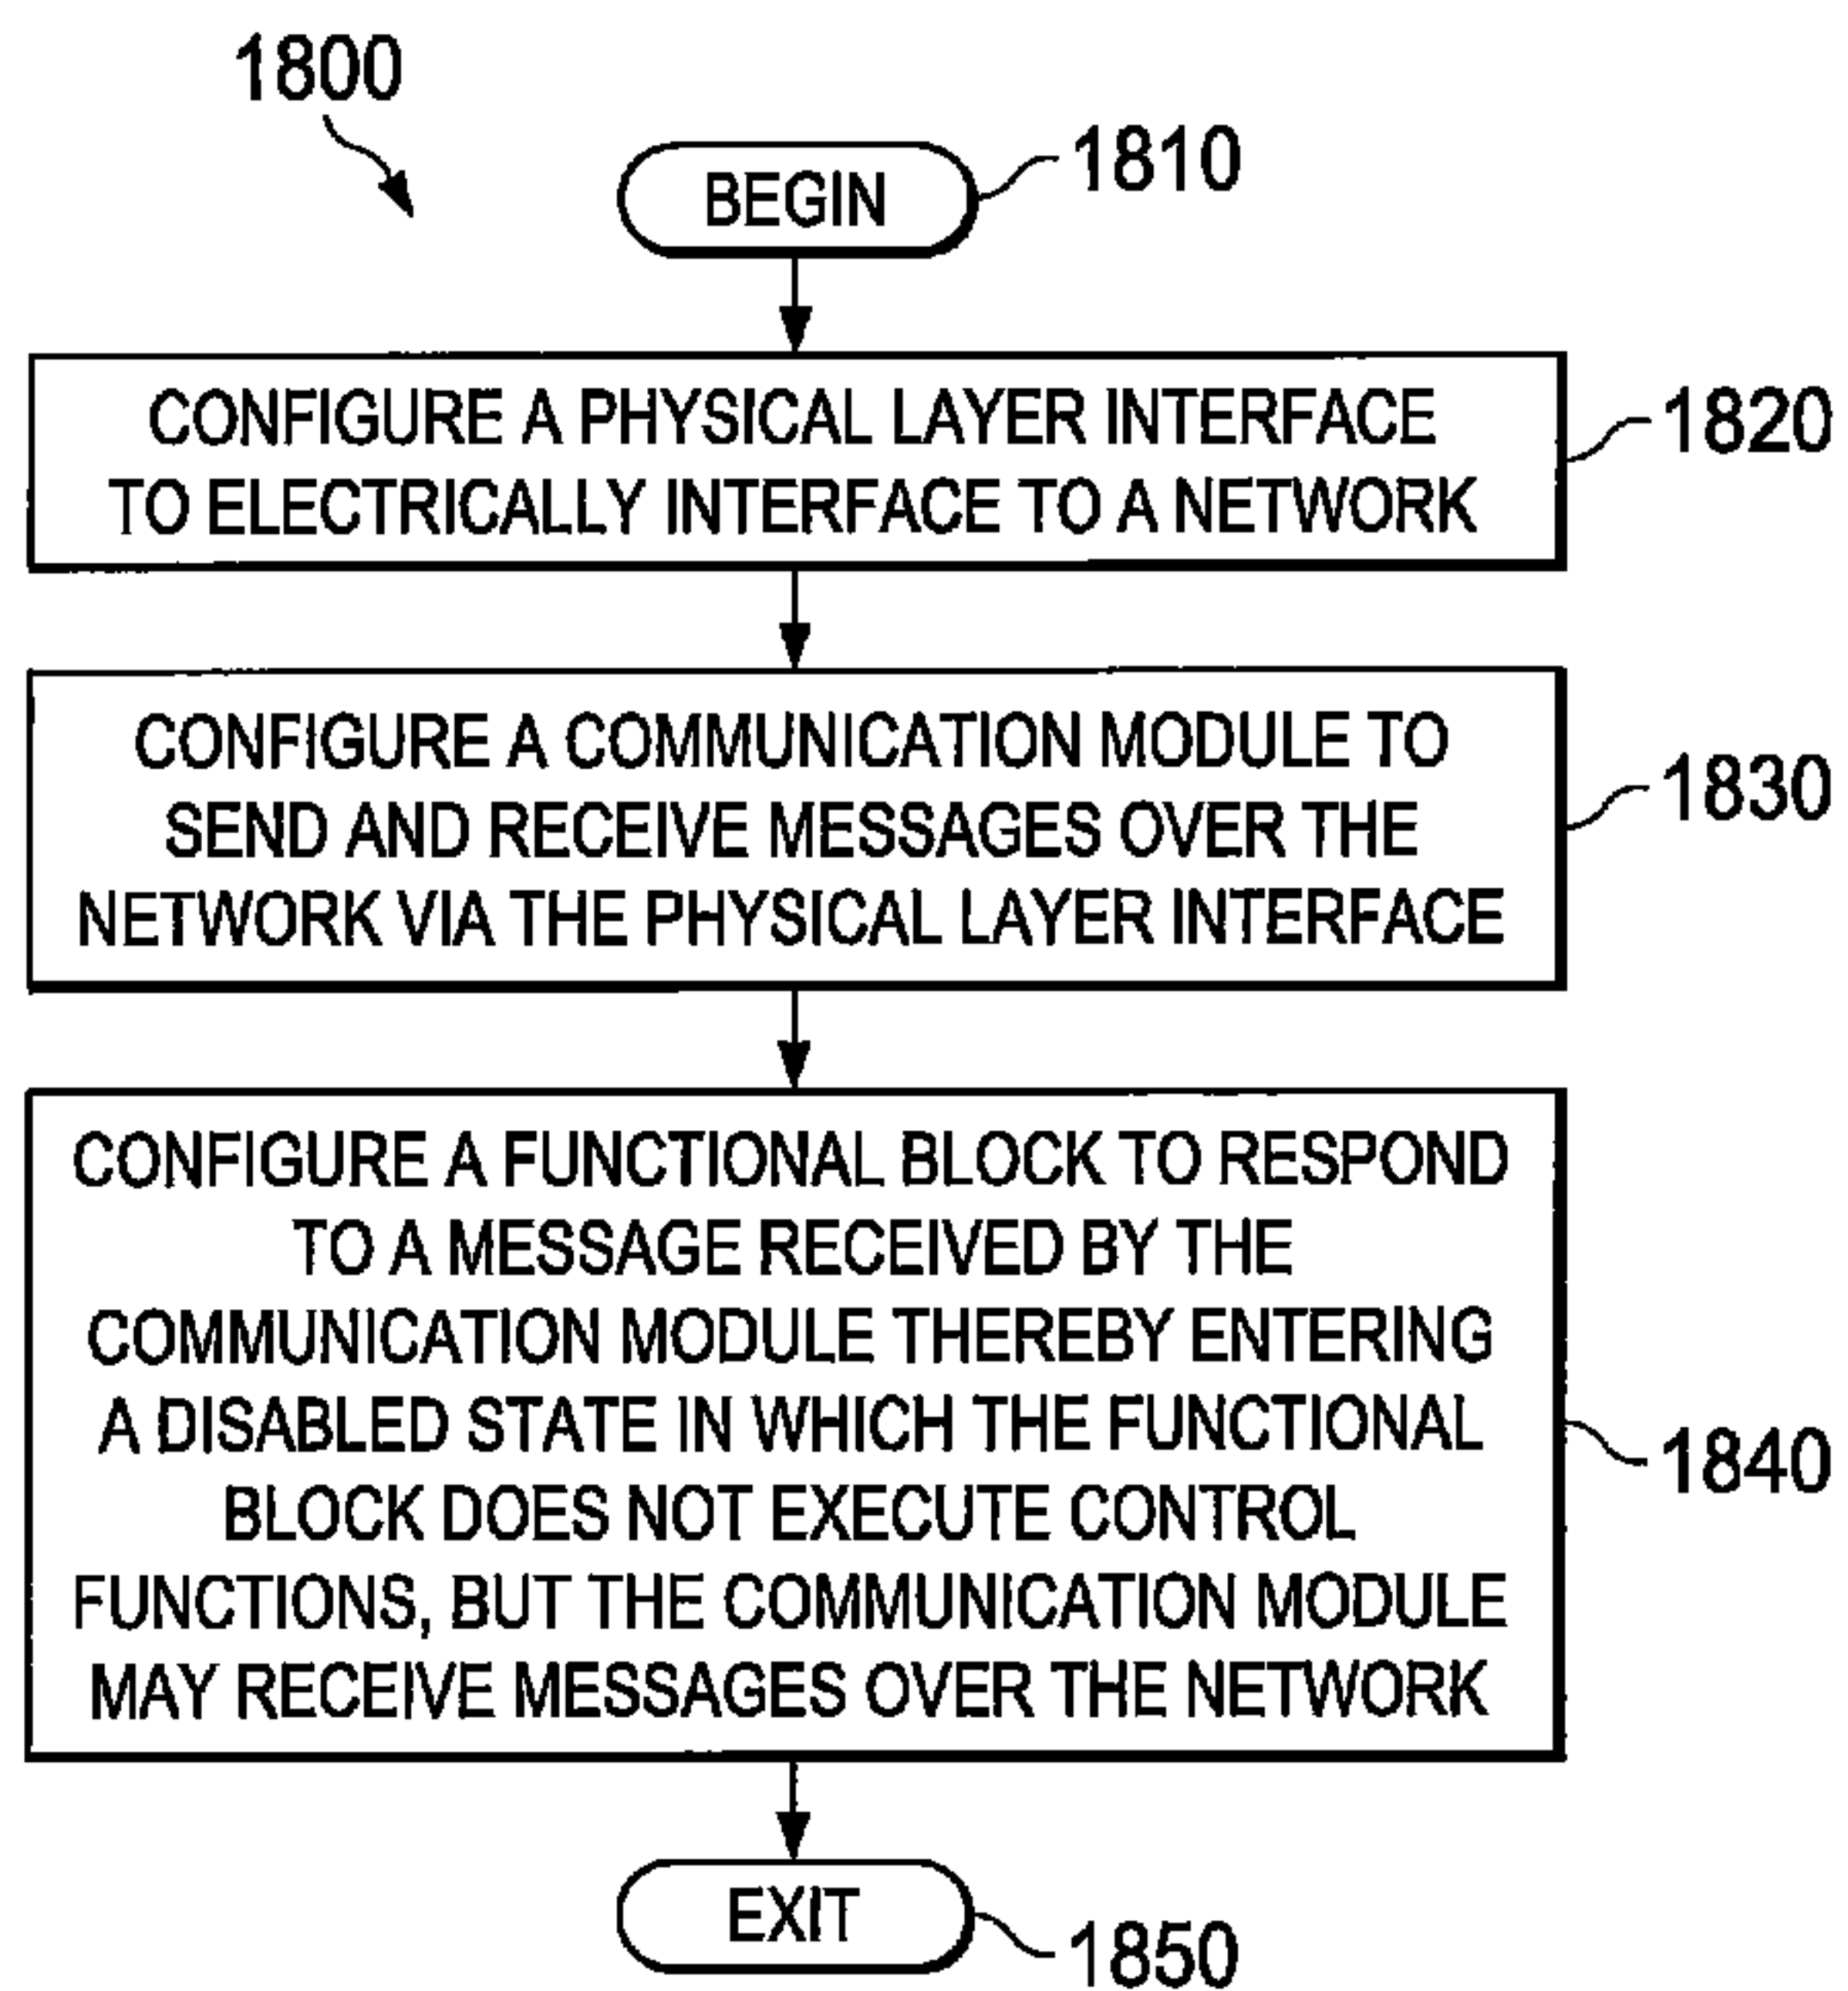 1800
BEGIN
1810
CONFIGURE A PHYSICAL LAYER INTERFACE
TO ELECTRICALLY INTERFACE TO A NETWORK
1820
CONFIGURE A COMMUNICATION MODULE TO
SEND AND RECEIVE MESSAGES OVER THE
NETWORK VIA THE PHYSICAL LAYER INTERFACE
1830
CONFIGURE A FUNCTIONAL BLOCK TO RESPOND
TO A MESSAGE RECEIVED BY THE
COMMUNICATION MODULE THEREBY ENTERING
A DISABLED STATE IN WHICH THE FUNCTIONAL
BLOCK DOES NOT EXECUTE CONTROL
FUNCTIONS, BUT THE COMMUNICATION MODULE
MAY RECEIVE MESSAGES OVER THE NETWORK
1840
EXIT
1850